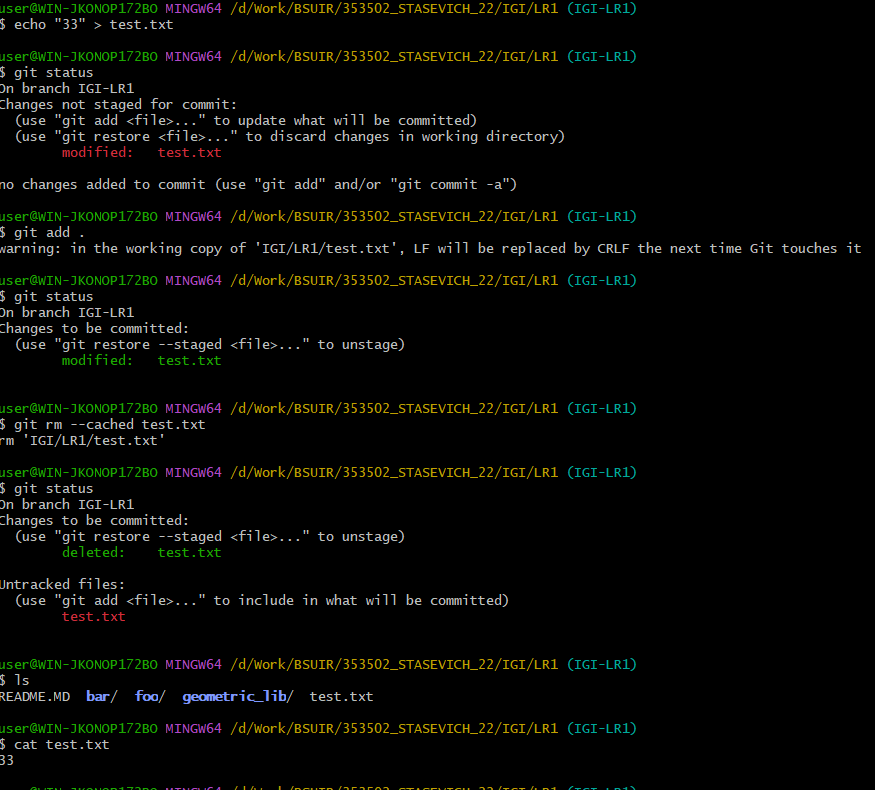 user@WIN-JKONOP172BO MINGW64 /d/Work/BSUIR/353502_STASEVICH_22/IGI/LR1 (IGI-LR1)
$ echo "33" > test.txt
user@WIN-JKONOP172BO MINGW64 /d/Work/BSUIR/353502_STASEVICH_22/IGI/LR1 (IGI-LR1)
$ git status
On branch IGI-LR1
Changes not staged for commit:
  (use "git add <file>..." to update what will be committed)
  (use "git restore <file>..." to discard changes in working directory)
        modified:   test.txt
no changes added to commit (use "git add" and/or "git commit -a")
user@WIN-JKONOP172BO MINGW64 /d/Work/BSUIR/353502_STASEVICH_22/IGI/LR1 (IGI-LR1)
$ git add .
warning: in the working copy of 'IGI/LR1/test.txt', LF will be replaced by CRLF the next time Git touches it
user@WIN-JKONOP172BO MINGW64 /d/Work/BSUIR/353502_STASEVICH_22/IGI/LR1 (IGI-LR1)
$ git status
On branch IGI-LR1
Changes to be committed:
  (use "git restore --staged <file>..." to unstage)
        modified:   test.txt
user@WIN-JKONOP172BO MINGW64 /d/Work/BSUIR/353502_STASEVICH_22/IGI/LR1 (IGI-LR1)
$ git rm --cached test.txt
rm 'IGI/LR1/test.txt'
user@WIN-JKONOP172BO MINGW64 /d/Work/BSUIR/353502_STASEVICH_22/IGI/LR1 (IGI-LR1)
$ git status
On branch IGI-LR1
Changes to be committed:
  (use "git restore --staged <file>..." to unstage)
        deleted:    test.txt
Untracked files:
  (use "git add <file>..." to include in what will be committed)
        test.txt
user@WIN-JKONOP172BO MINGW64 /d/Work/BSUIR/353502_STASEVICH_22/IGI/LR1 (IGI-LR1)
$ ls
README.MD  bar/  foo/  geometric_lib/  test.txt
user@WIN-JKONOP172BO MINGW64 /d/Work/BSUIR/353502_STASEVICH_22/IGI/LR1 (IGI-LR1)
$ cat test.txt
33